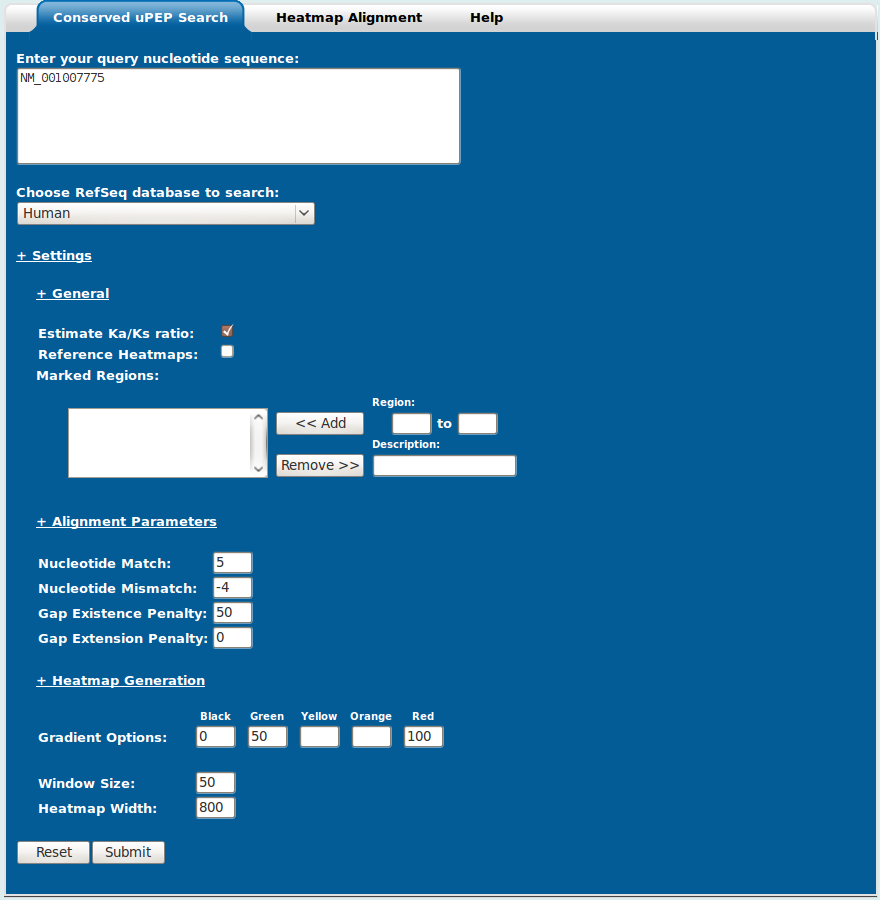 Conserved uPEP Search Heatmap Alignment Help
Enter your query nucleotide sequence:
NM_001007775
Choose RefSeq database to search:
Human
+ Settings
+ General
Estimate Ka/Ks ratio:
Reference Heatmaps:
Marked Regions:
Region:
<< Add to
Description:
Remove >>
+ Alignment Parameters
Nucleotide Match: 5
Nucleotide Mismatch: -4
Gap Existence Penalty: 50
Gap Extension Penalty: 0
+ Heatmap Generation
Black Green Yellow Orange Red
Gradient Options: 0 50 100
Window Size: 50
Heatmap Width: 800
Reset Submit